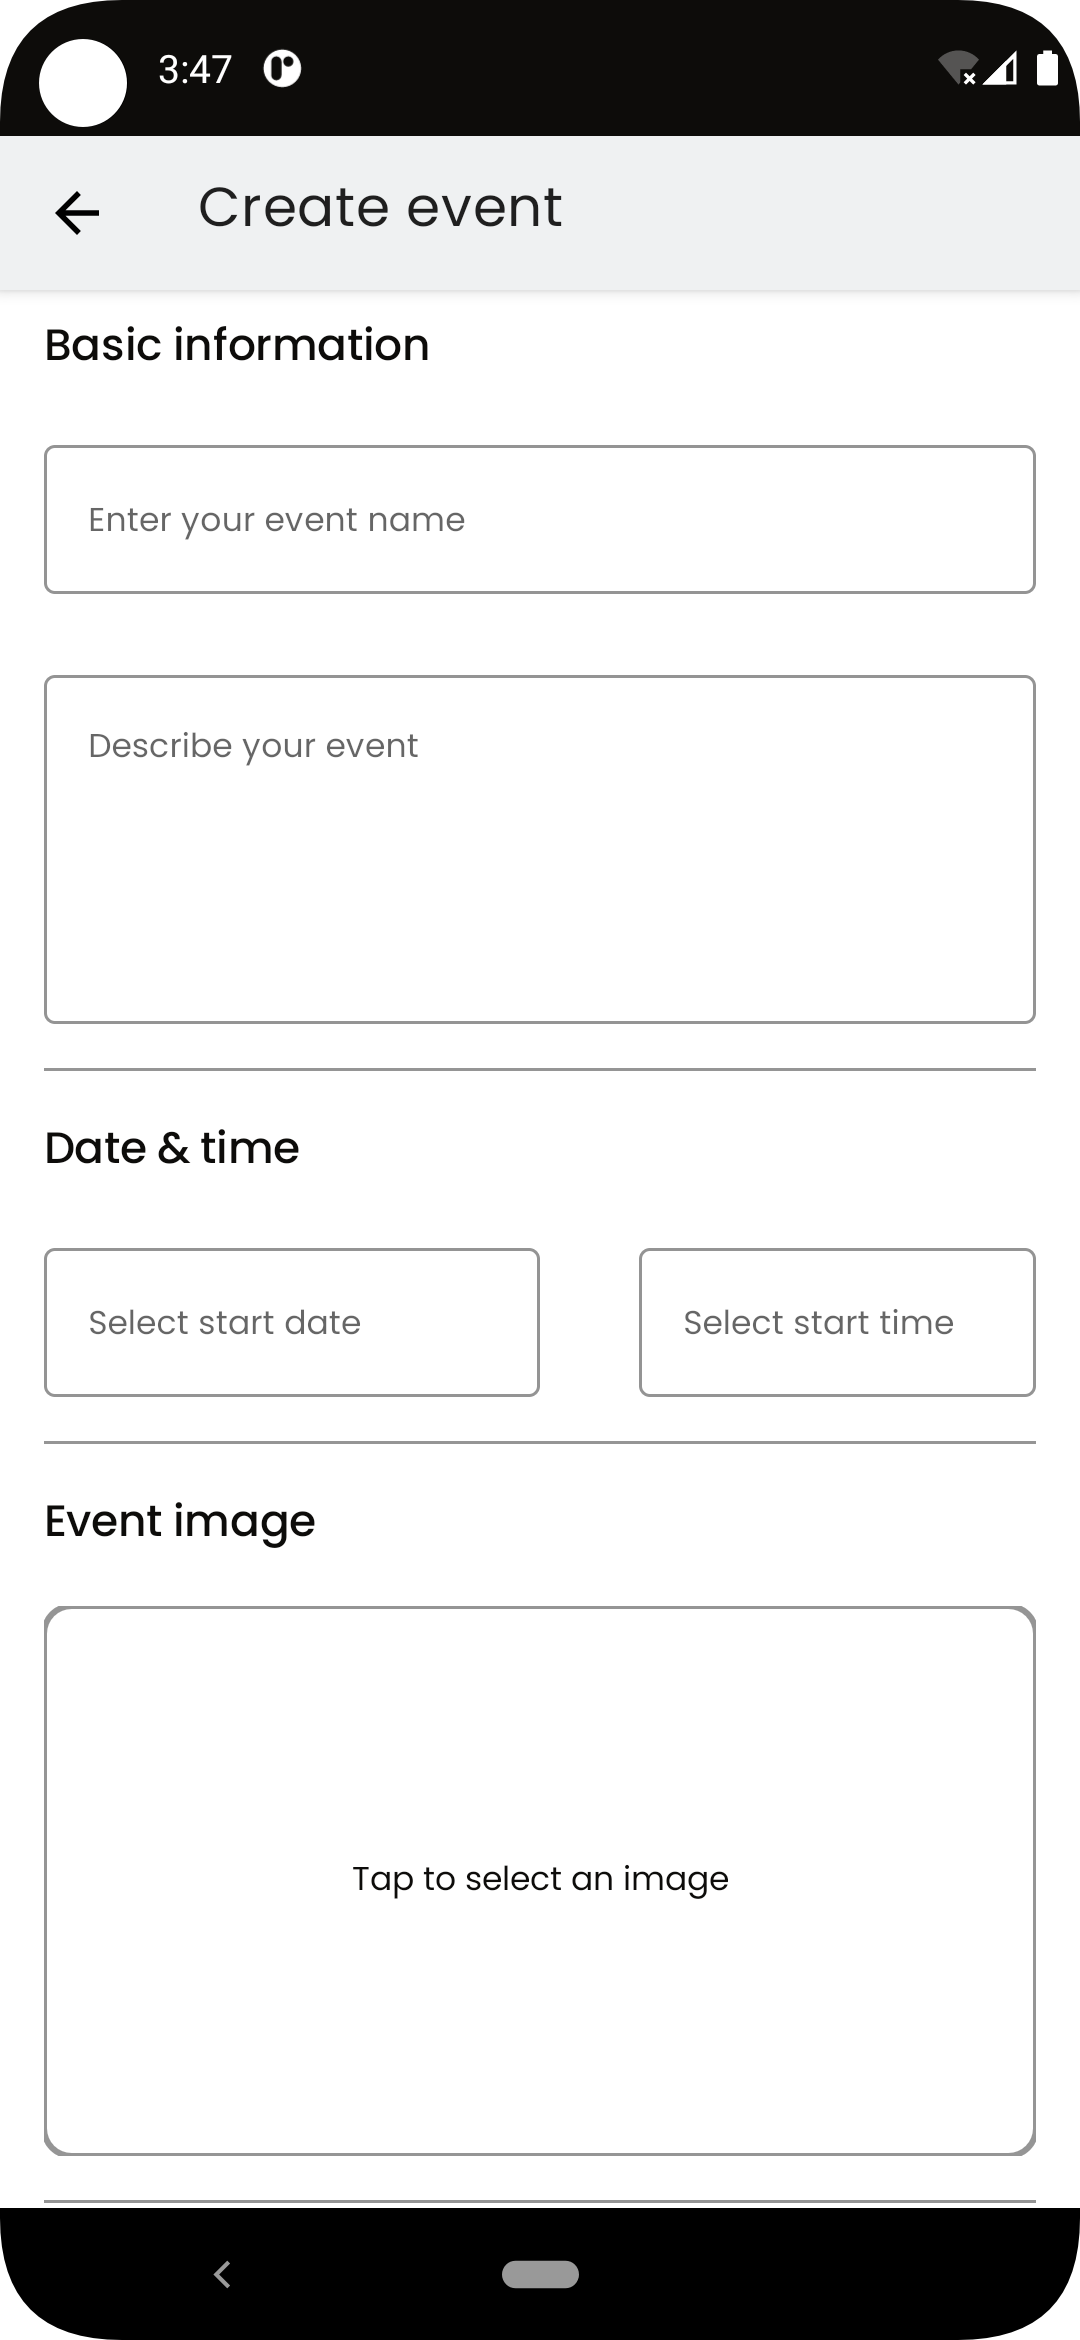 3:47
Create event
Basic information
Enter your event name
Describe your event
Date & time
Select start date
Select start time
Event image
Tap to select an image